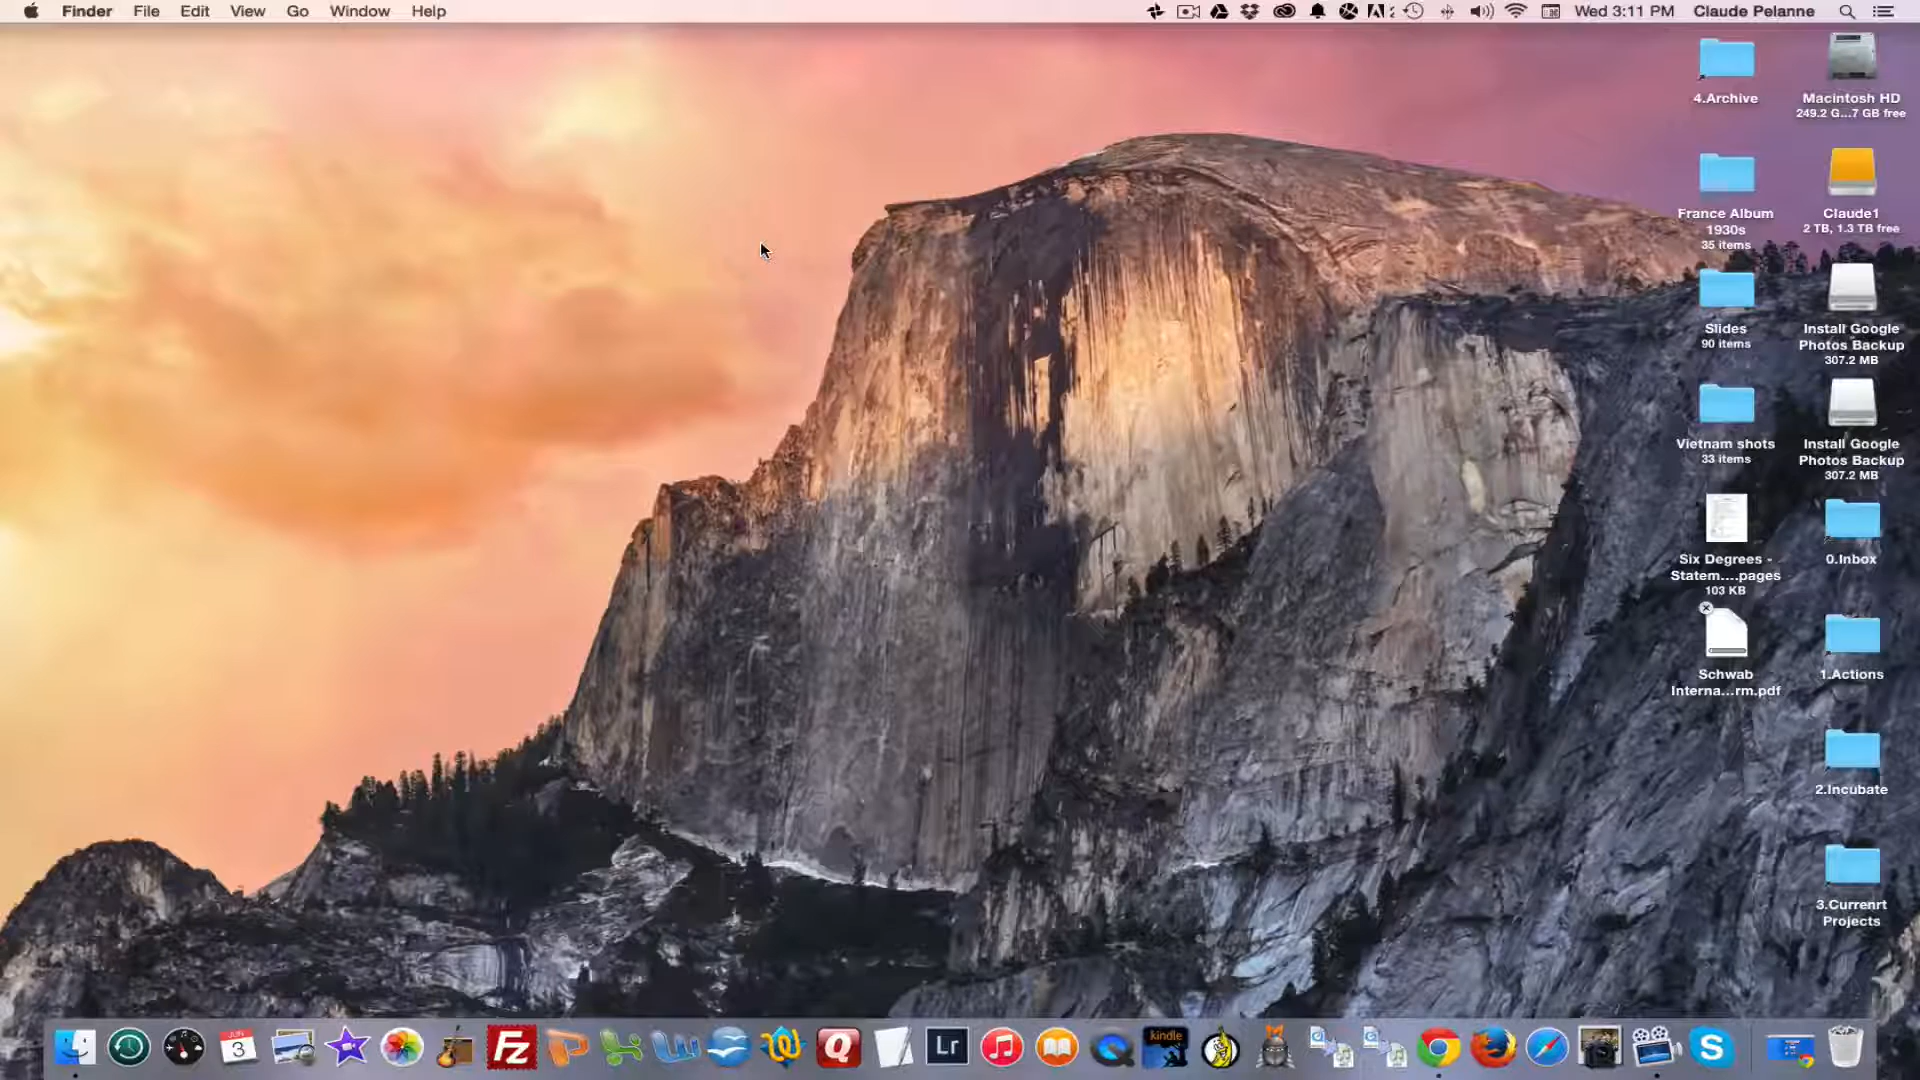 Finder File Edit View Go Window Help Wed 3:11 PM Claude Pelanne
4.Archive
Macintosh HD
249.2 G...7 GB free
France Album
1930s
35 items
Claude1
2 TB, 1.3 TB free
Slides
90 items
Install Google
Photos Backup
307.2 MB
Vietnam shots
33 items
Install Google
Photos Backup
307.2 MB
Six Degrees -
Statem....pages
103 KB
0.Inbox
Schwab
Interna...rm.pdf
1.Actions
2.Incubate
3.Currenrt
Projects
JUN
3
Fz
Q
Lr
kindle
S